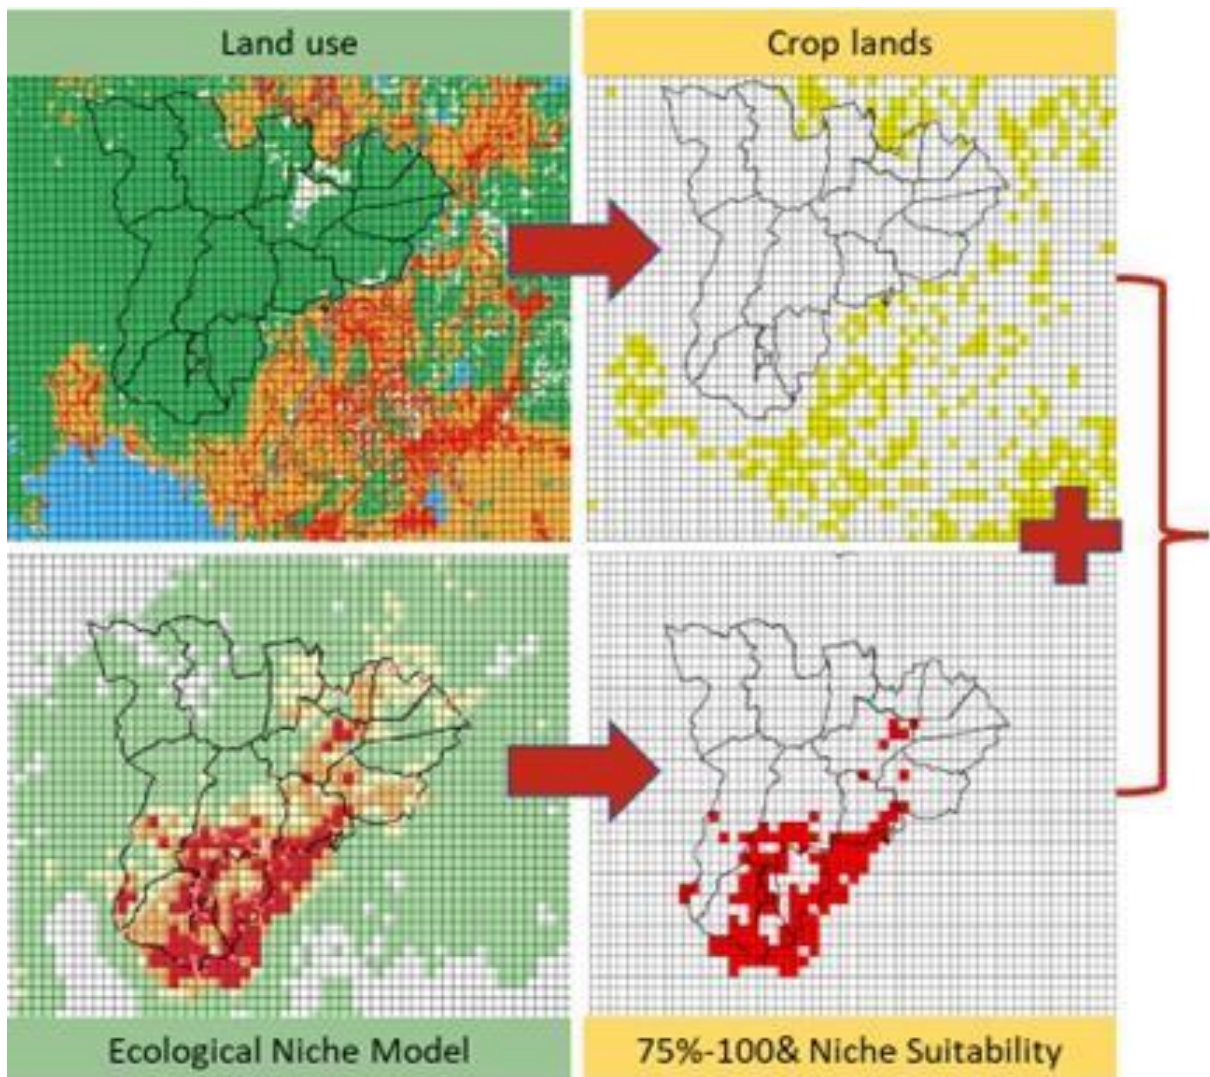 Land use
Crop lands
Ecological Niche Model
75%-100& Niche Suitability